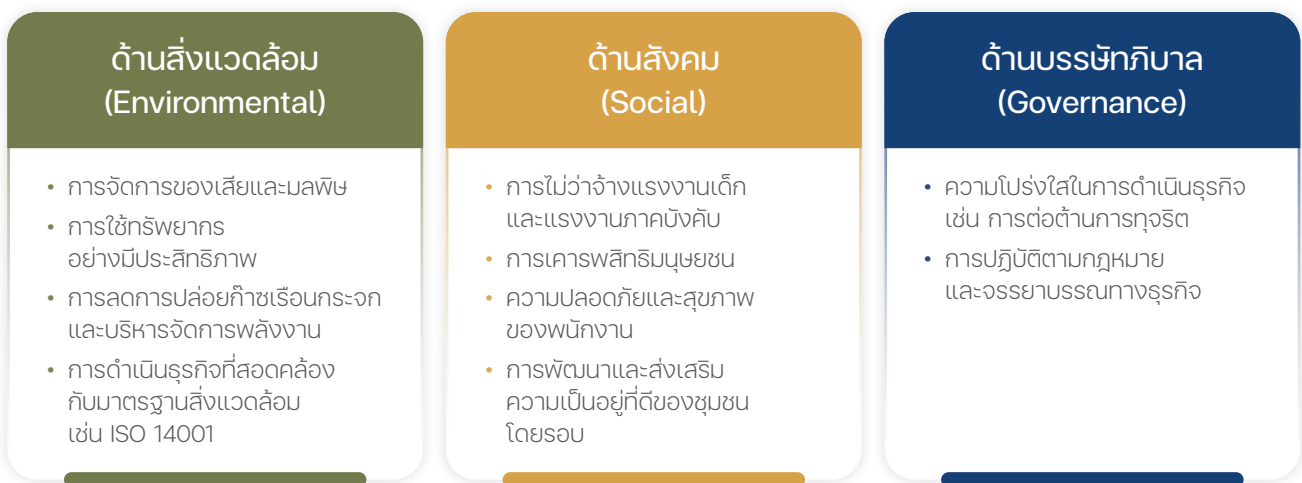 ด้านสิ่งแวดล้อม
(Environmental)
• การจัดการของเสียและมลพิษ
• การใช้ทรัพยากร
อย่างมีประสิทธิภาพ
• การลดการปล่อยก๊าซเรือนกระจก
และบริหารจัดการพลังงาน
• การดำเนินธุรกิจที่สอดคล้อง
กับมาตรฐานสิ่งแวดล้อม
เช่น ISO 14001
ด้านสังคม
(Social)
• การไม่ว่าจ้างแรงงานเด็ก
และแรงงานภาคบังคับ
• การเคารพสิทธิมนุษยชน
• ความปลอดภัยและสุขภาพ
ของพนักงาน
• การพัฒนาและส่งเสริม
ความเป็นอยู่ที่ดีของชุมชน
โดยรอบ
ด้านบรรษัทภิบาล
(Governance)
• ความโปร่งใสในการดำเนินธุรกิจ
เช่น การต่อต้านการทุจริต
• การปฏิบัติตามกฎหมาย
และจรรยาบรรณทางธุรกิจ